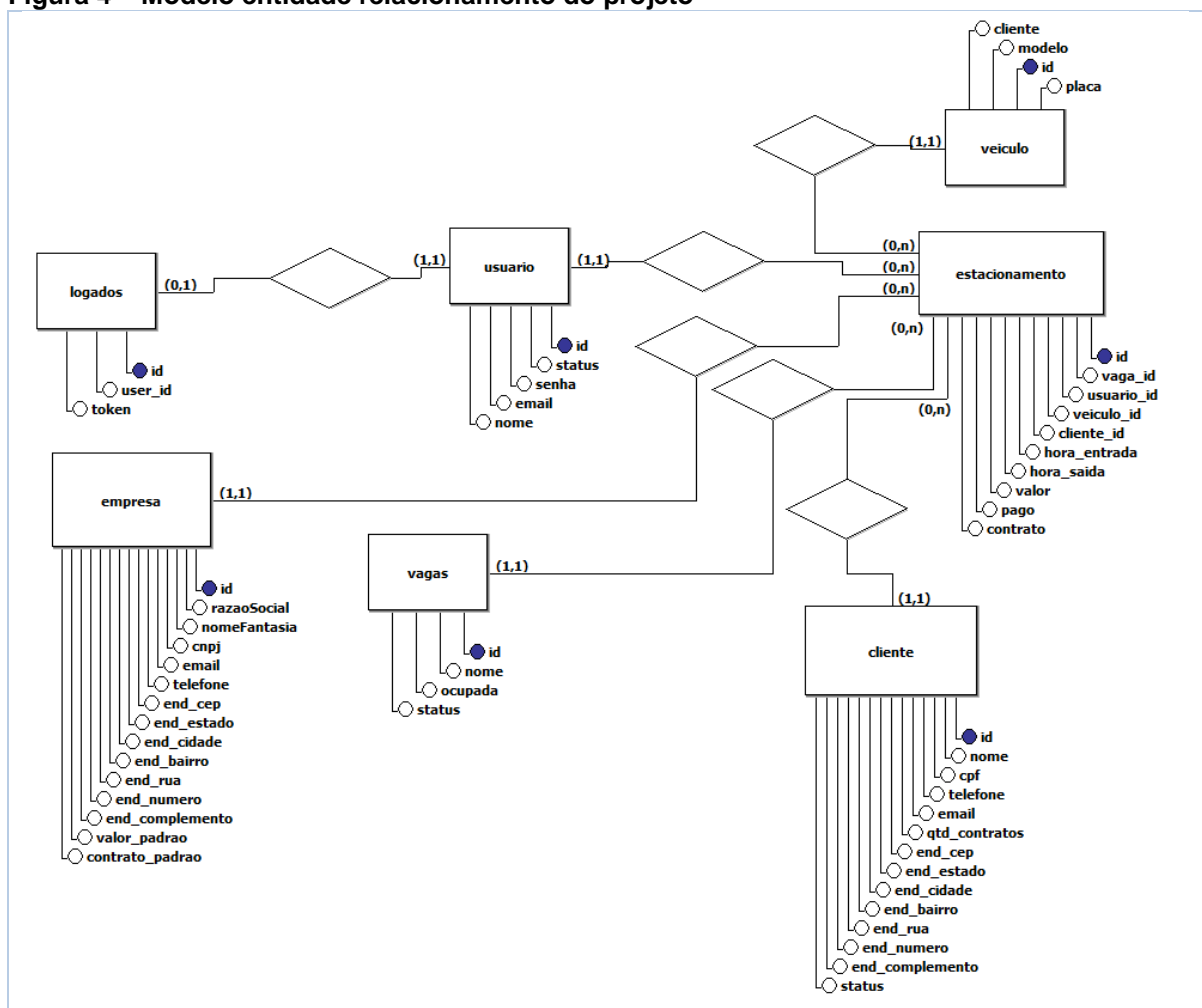 Figura 4 – Modelo entidade relacionamento do projeto
cliente
modelo
id
placa
(1,1)
veiculo
(0,n)
(1,1)
usuario
(1,1)
(0,n)
estacionamento
logados
(0,1)
(0,n)
(0,n)
id
user_id
token
id
status
senha
email
nome
id
vaga_id
usuario_id
veiculo_id
cliente_id
hora_entrada
hora_saida
valor
pago
contrato
(0,n)
empresa
(1,1)
vagas
(1,1)
id
razaoSocial
nomeFantasia
cnpj
email
telefone
end_cep
end_estado
end_cidade
end_bairro
end_rua
end_numero
end_complemento
valor_padrao
contrato_padrao
id
nome
ocupada
status
(1,1)
cliente
id
nome
cpf
telefone
email
qtd_contratos
end_cep
end_estado
end_cidade
end_bairro
end_rua
end_numero
end_complemento
status